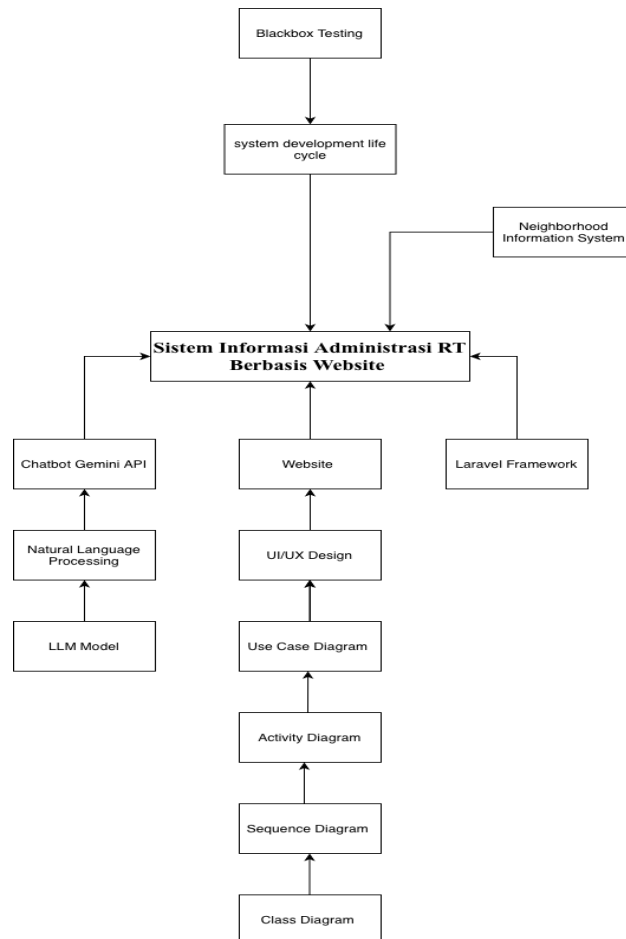 Blackbox Testing
system development life
cycle
Neighborhood
Information System
Sistem Informasi Administrasi RT
Berbasis Website
Chatbot Gemini API
Website
Laravel Framework
Natural Language
Processing
UI/UX Design
LLM Model
Use Case Diagram
Activity Diagram
Sequence Diagram
Class Diagram